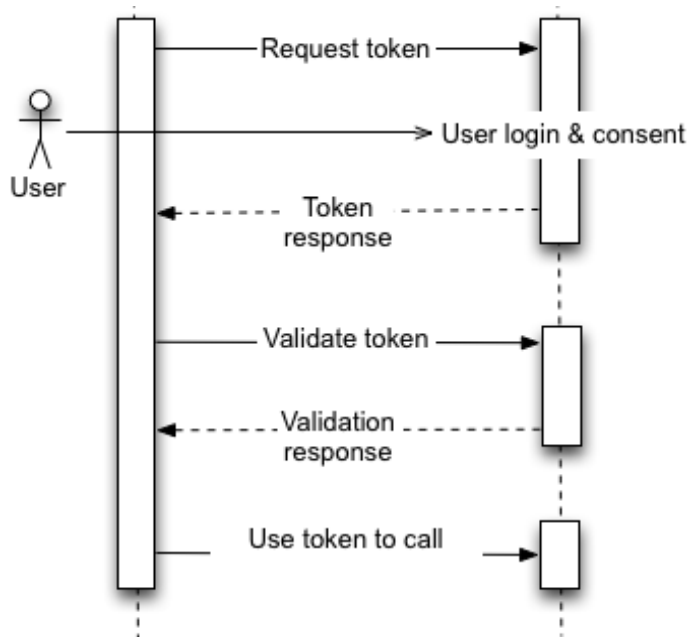 Request token
User login & consent
User
Token
response
Validate token
Validation
response
Use token to call